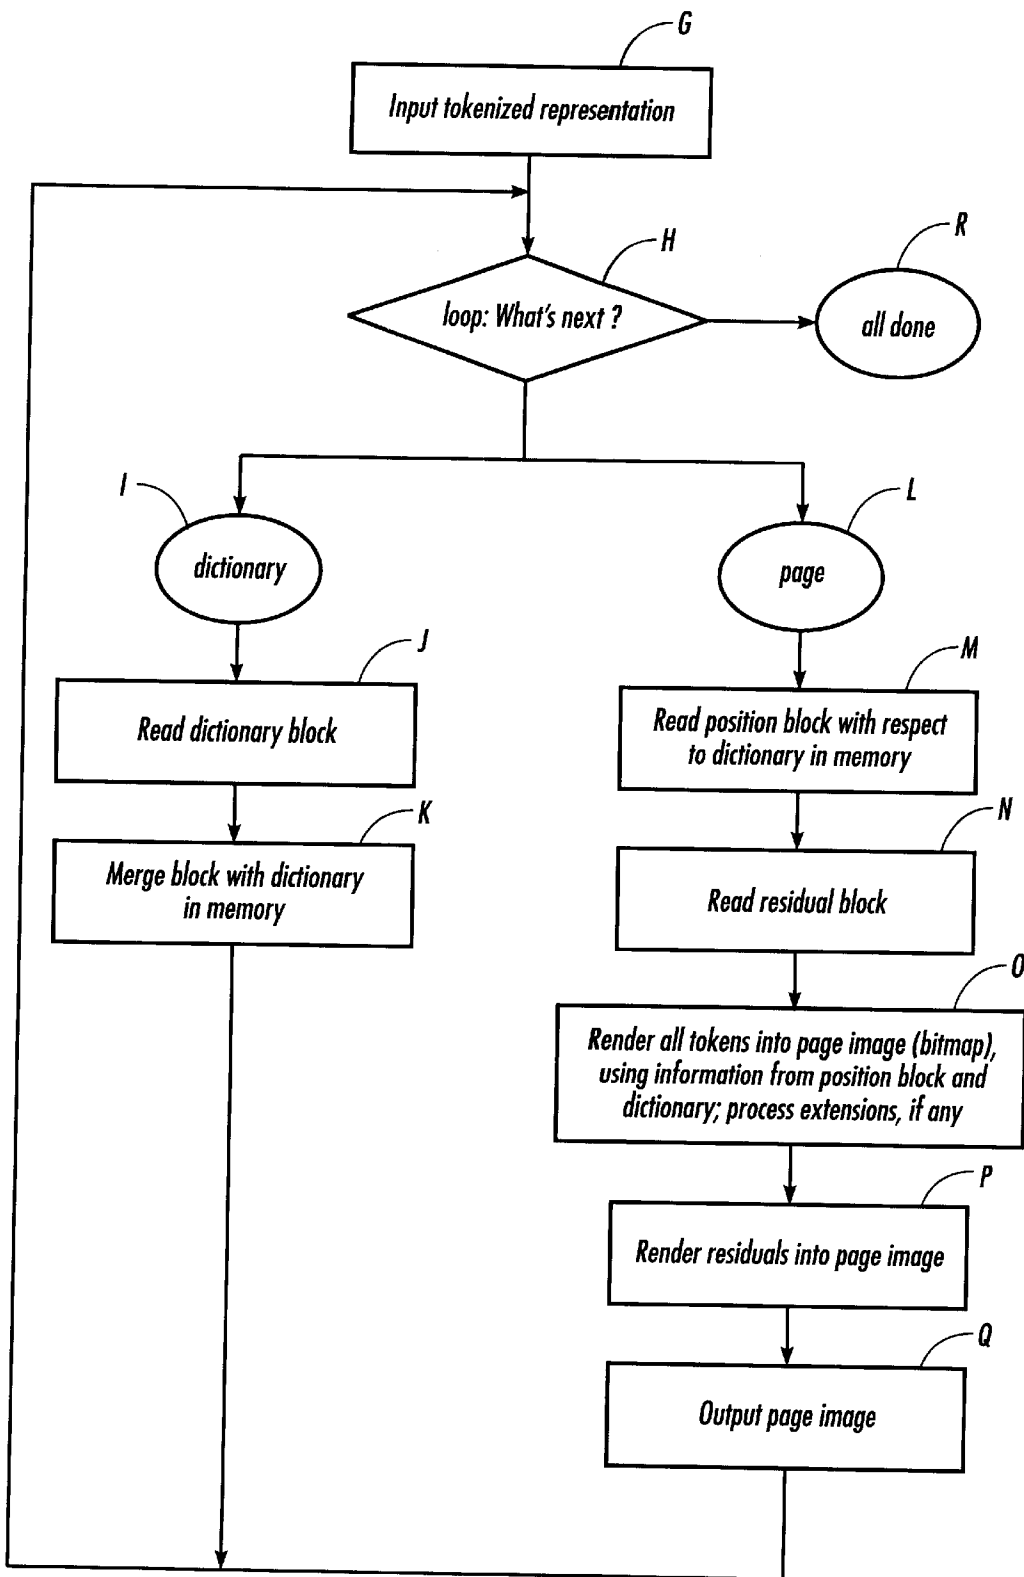 G
Input tokenized representation
H
R
loop: What's next ?
all done
I
L
dictionary
page
J
M
Read dictionary block
Read position block with respect
to dictionary in memory
K
N
Merge block with dictionary
in memory
Read residual block
O
Render all tokens into page image (bitmap),
using information from position block and
dictionary; process extensions, if any
P
Render residuals into page image
Q
Output page image